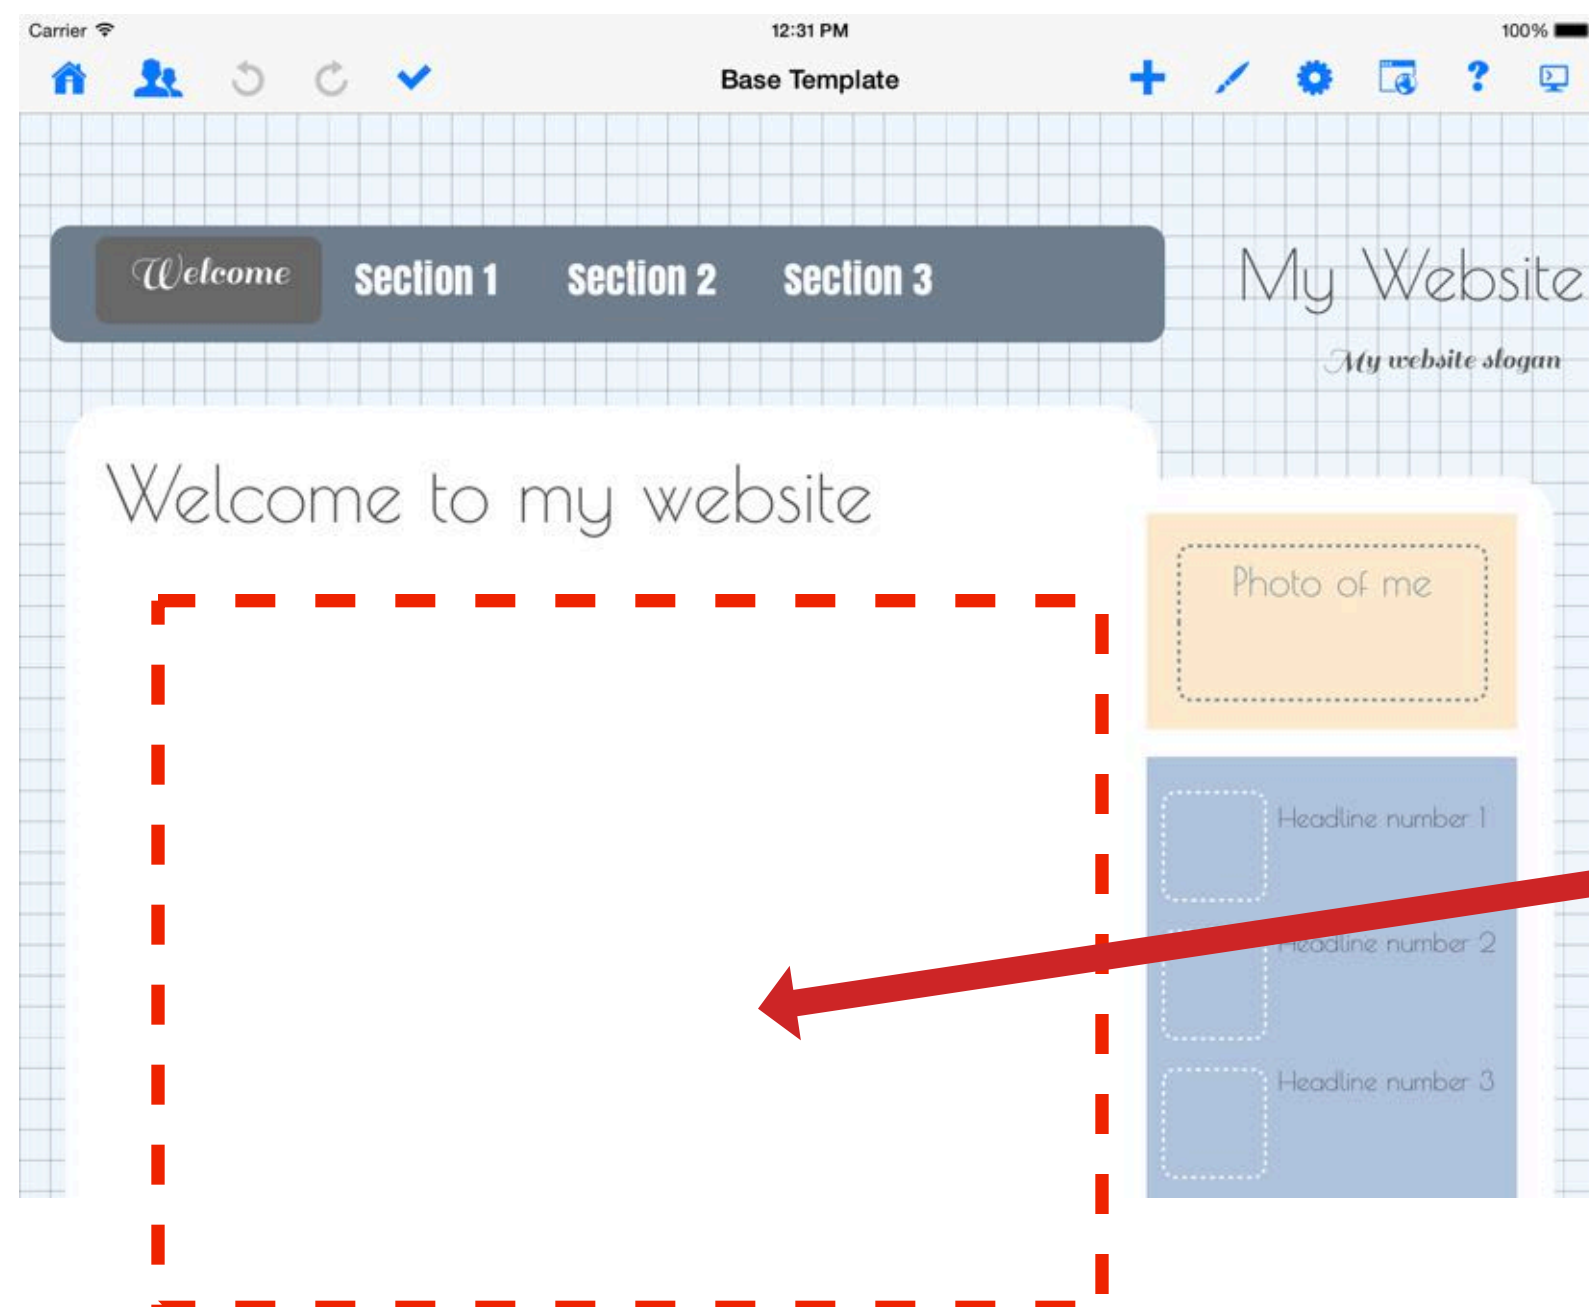 Carrier 12:31 PM 100%
Base Template ?
Welcome Section 1 Section 2 Section 3
My Website
My website slogan
Welcome to my website
Photo of me
Headline number 1
Headline number 2
Headline number 3